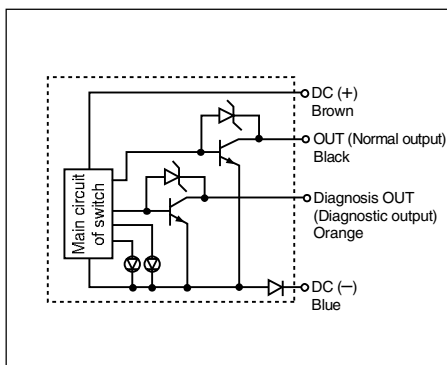 DC (+)
Brown
OUT (Normal output)
Black
Diagnosis OUT
(Diagnostic output)
Orange
Main circuit
of switch
DC (–)
Blue